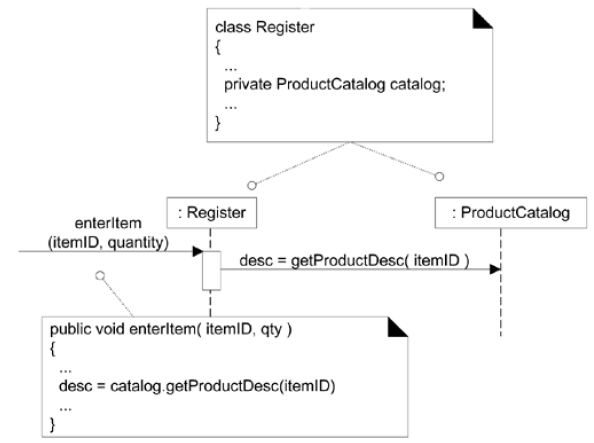 class Register
{
...
private ProductCatalog catalog;
...
}
: Register
: ProductCatalog
enterItem
(itemID, quantity)
desc = getProductDesc( itemID )
public void enterItem( itemID, qty )
{
...
desc = catalog.getProductDesc(itemID)
...
}